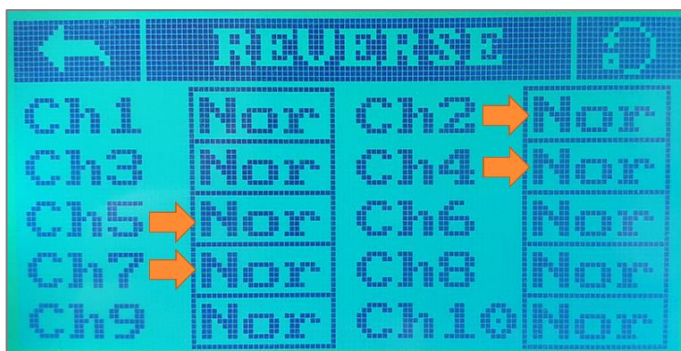 REVERSE
Ch1 Nor Ch2 Nor
Ch3 Nor Ch4 Nor
Ch5 Nor Ch6 Nor
Ch7 Nor Ch8 Nor
Ch9 Nor Ch10 Nor